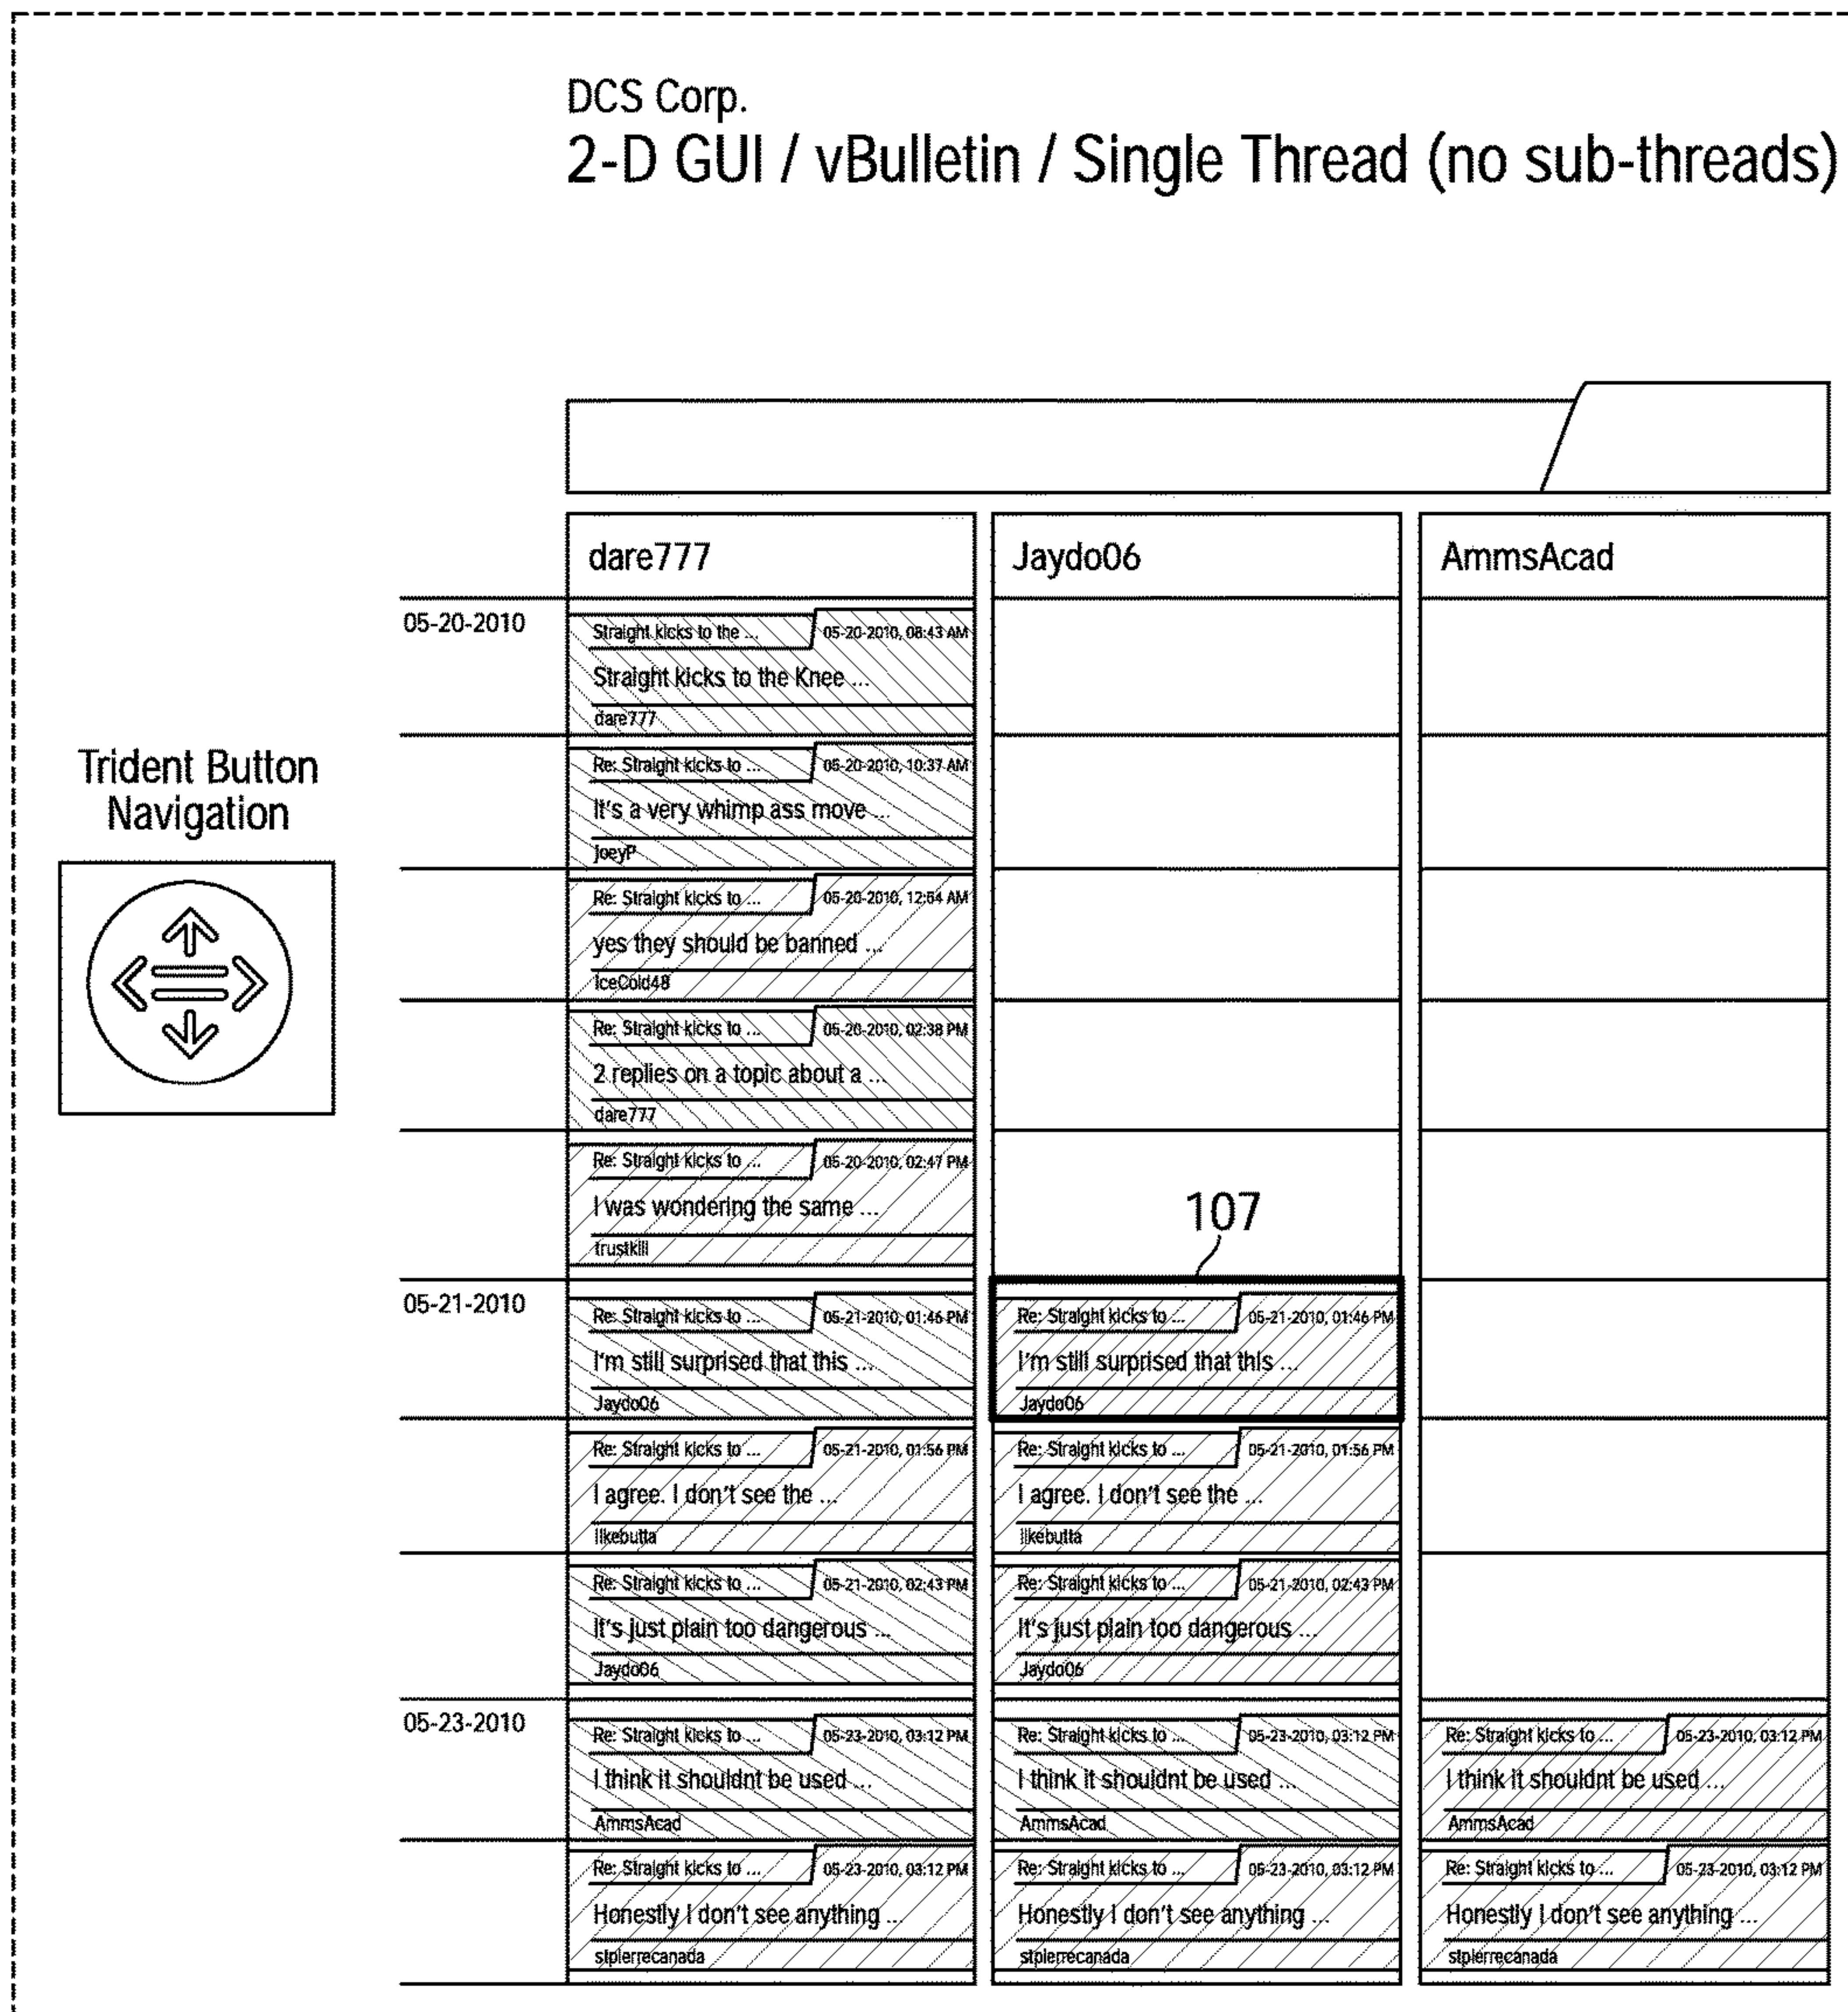 DCS Corp.
2-D GUI / vBulletin / Single Thread (no sub-threads)
dare777 Jaydo06 AmmsAcad
05-20-2010
Straight kicks to the ... 05-20-2010, 08:43 AM
Straight kicks to the Knee ...
dare777
Trident Button
Navigation
Re: Straight kicks to ... 05-20-2010, 10:37 AM
It's a very whimp ass move ...
JoeyP
Re: Straight kicks to ... 05-20-2010, 12:54 AM
yes they should be banned ...
IceCold48
Re: Straight kicks to ... 05-20-2010, 02:38 PM
2 replies on a topic about a ...
dare777
Re: Straight kicks to ... 05-20-2010, 02:47 PM
I was wondering the same ...
trustkill
107
05-21-2010
Re: Straight kicks to ... 05-21-2010, 01:46 PM Re: Straight kicks to ... 05-21-2010, 01:46 PM
I'm still surprised that this ... I'm still surprised that this ...
Jaydo06 Jaydo06
Re: Straight kicks to ... 05-21-2010, 01:56 PM Re: Straight kicks to ... 05-21-2010, 01:56 PM
I agree. I don't see the ... I agree. I don't see the ...
likebutta likebutta
Re: Straight kicks to ... 05-21-2010, 02:43 PM Re: Straight kicks to ... 05-21-2010, 02:43 PM
It's just plain too dangerous ... It's just plain too dangerous ...
Jaydo06 Jaydo06
05-23-2010
Re: Straight kicks to ... 05-23-2010, 03:12 PM Re: Straight kicks to ... 05-23-2010, 03:12 PM Re: Straight kicks to ... 05-23-2010, 03:12 PM
I think it shouldnt be used ... I think it shouldnt be used ... I think it shouldnt be used ...
AmmsAcad AmmsAcad AmmsAcad
Re: Straight kicks to ... 05-23-2010, 03:12 PM Re: Straight kicks to ... 05-23-2010, 03:12 PM Re: Straight kicks to ... 05-23-2010, 03:12 PM
Honestly I don't see anything ... Honestly I don't see anything ... Honestly I don't see anything ...
stpierrecanada stpierrecanada stpierrecanada